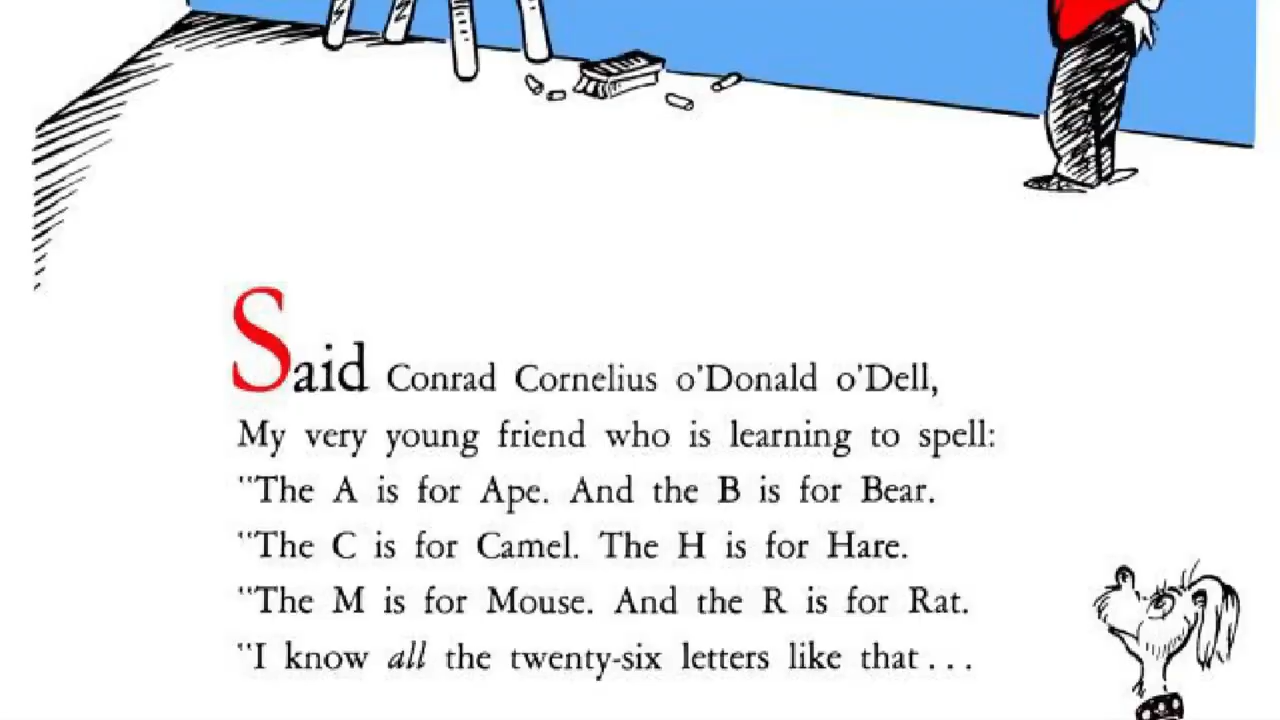 Said Conrad Cornelius o'Donald o'Dell,
My very young friend who is learning to spell:
"The A is for Ape. And the B is for Bear.
"The C is for Camel. The H is for Hare.
"The M is for Mouse. And the R is for Rat.
"I know all the twenty-six letters like that...